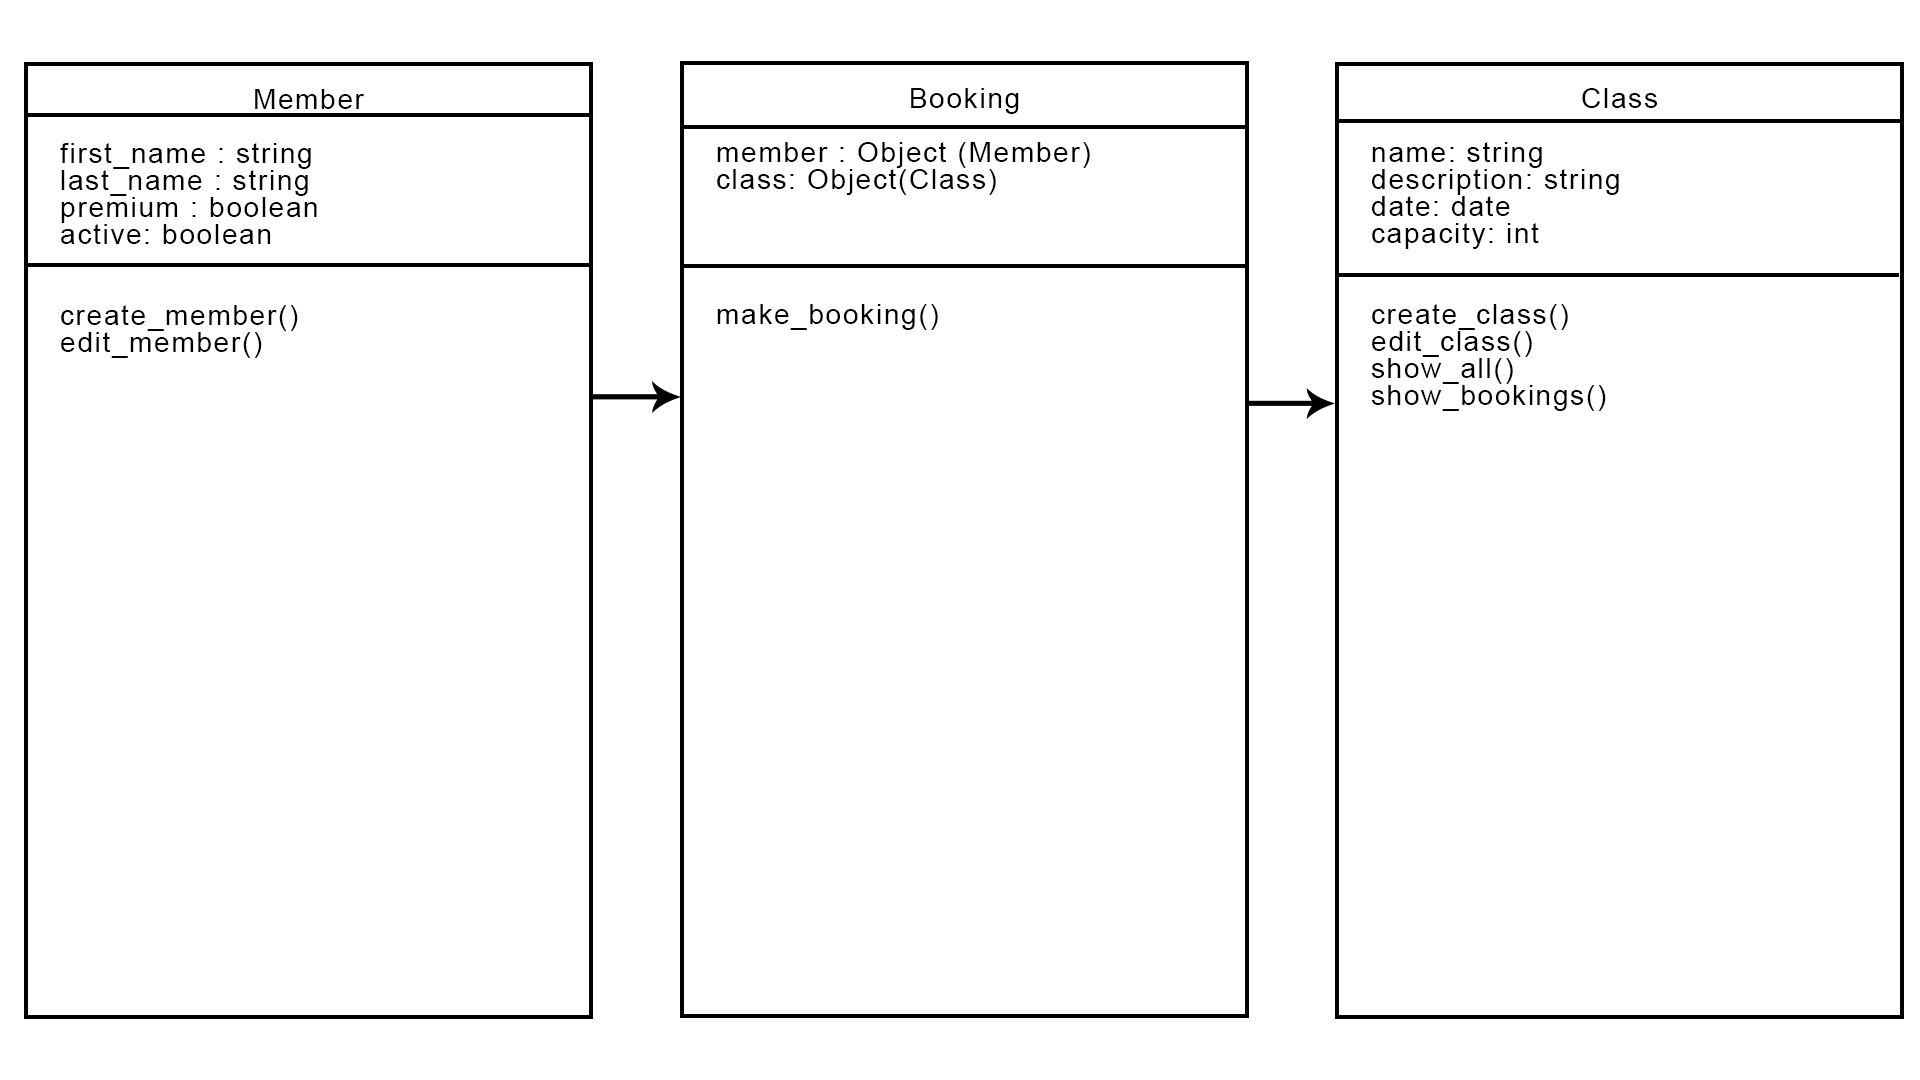 Member
first_name : string
last_name : string
premium : boolean
active: boolean
create_member()
edit_member()
Booking
member : Object (Member)
class: Object(Class)
make_booking()
Class
name: string
description: string
date: date
capacity: int
create_class()
edit_class()
show_all()
show_bookings()